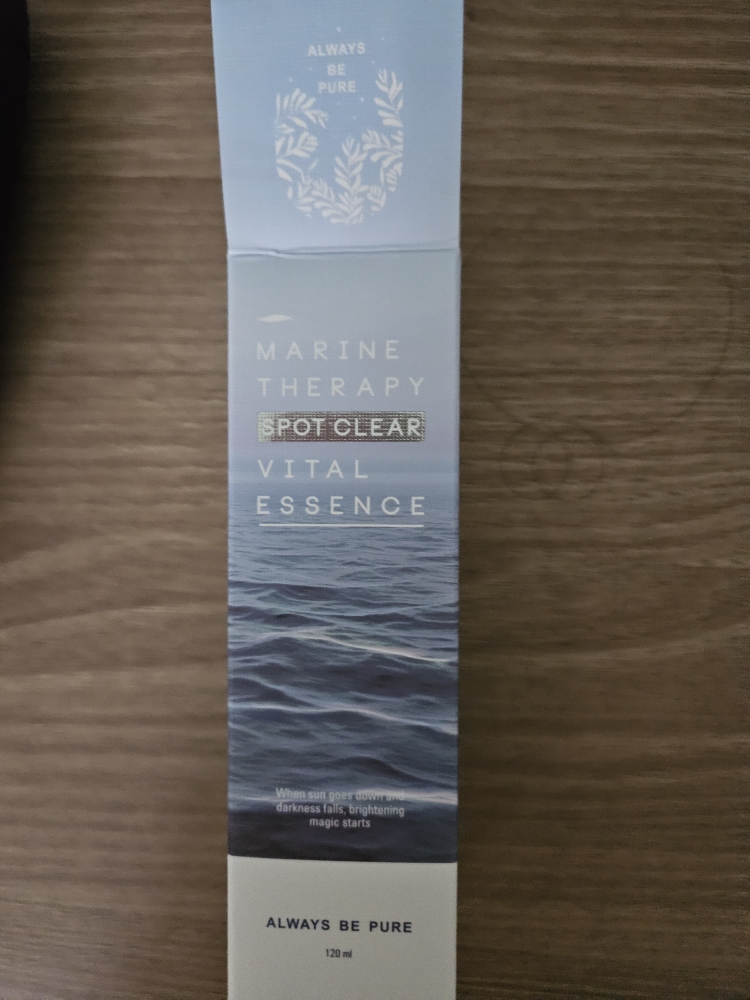 ALWAYS
BE
PURE
MARINE
THERAPY
SPOT CLEAR
VITAL
ESSENCE
When sun goes down and
darkness falls, brightening
magic starts
ALWAYS BE PURE
120 ml